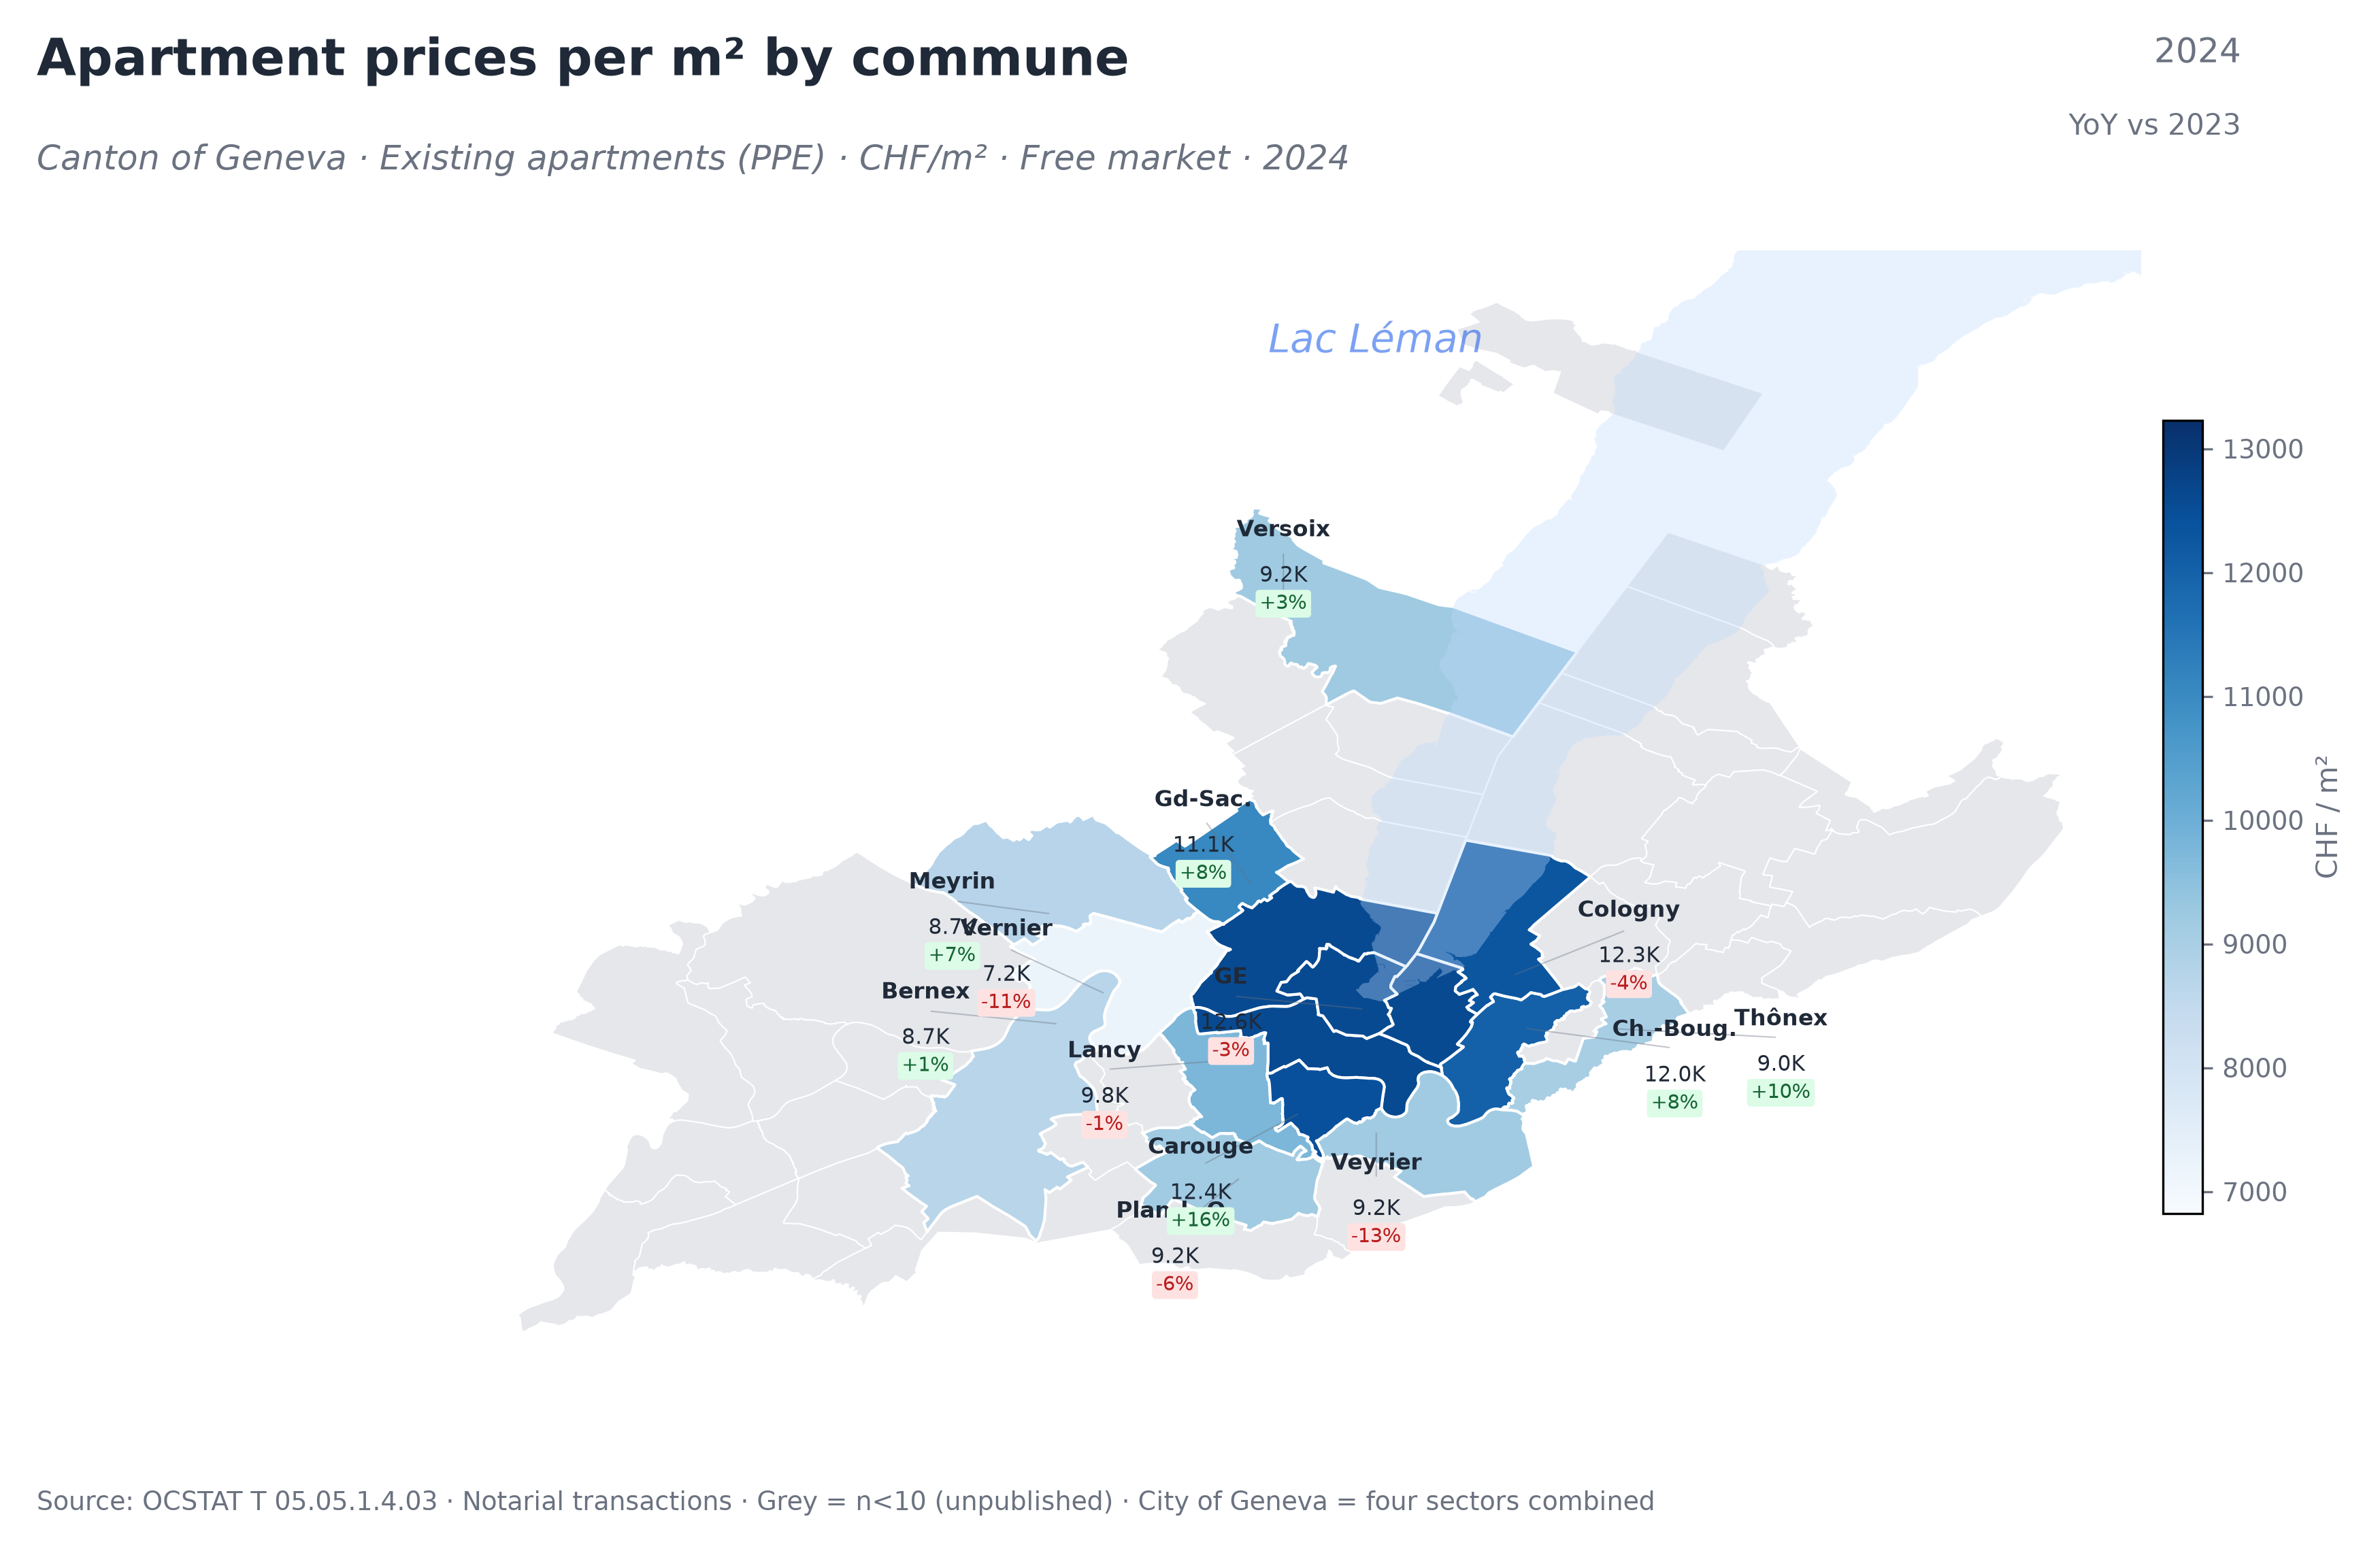 Apartment prices per m² by commune
2024
YoY vs 2023
Canton of Geneva · Existing apartments (PPE) · CHF/m² · Free market · 2024
Lac Léman
Versoix
9.2K
+3%
Gd-Sac.
11.1K
+8%
Meyrin
8.7K
+7%
Vernier
7.2K
-11%
Bernex
8.7K
+1%
GE
12.6K
-3%
Cologny
12.3K
-4%
Ch.-Boug.
12.0K
+8%
Thônex
9.0K
+10%
Lancy
9.8K
-1%
Carouge
12.4K
+16%
Veyrier
9.2K
-13%
9.2K
-6%
13000
12000
11000
10000
9000
8000
7000
CHF / m²
Source: OCSTAT T 05.05.1.4.03 · Notarial transactions · Grey = n<10 (unpublished) · City of Geneva = four sectors combined